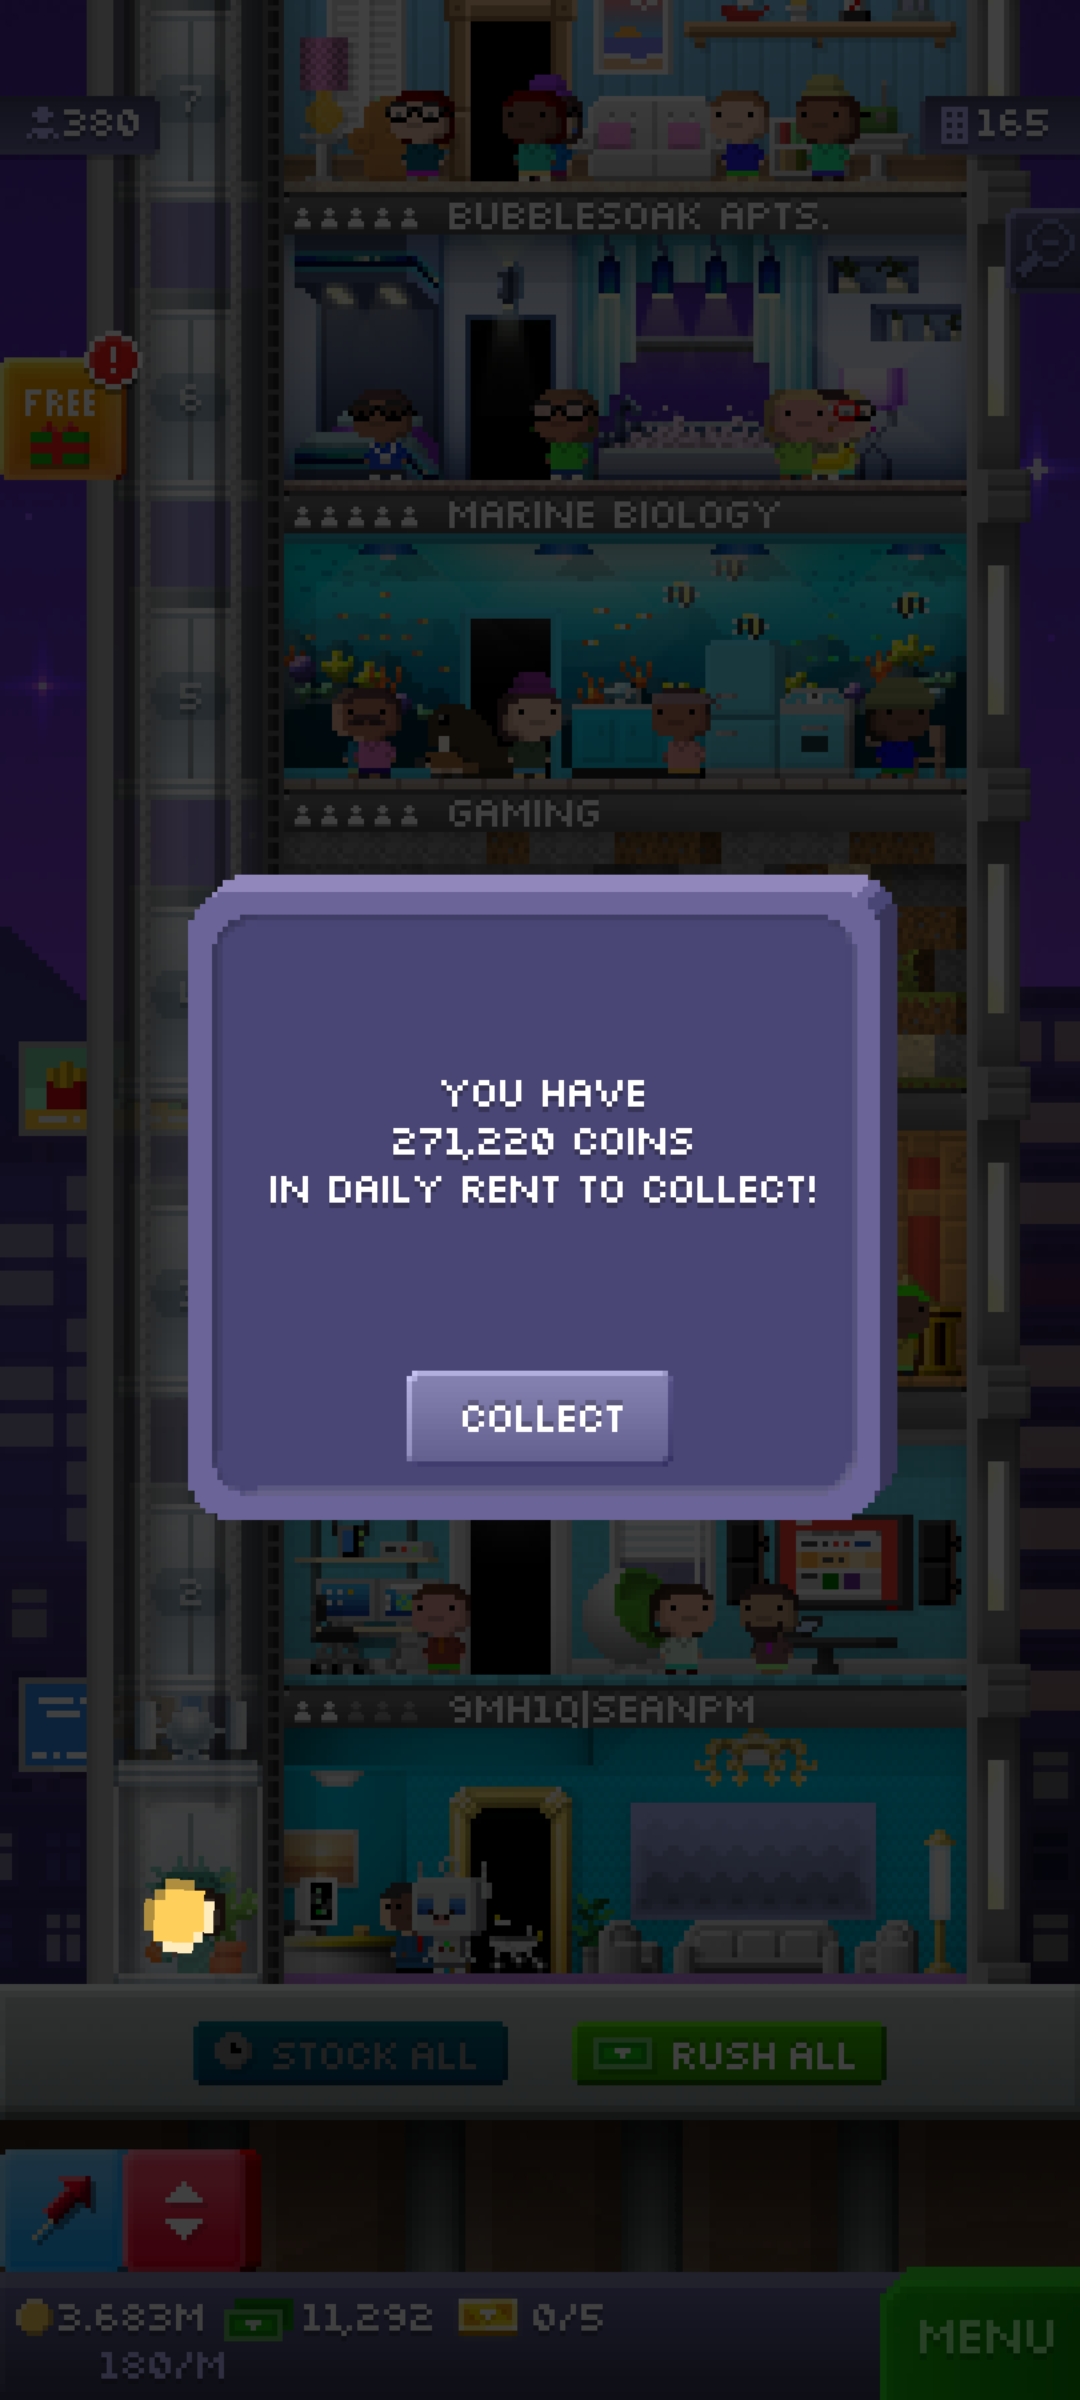 7
380
165
BUBBLESOAK APTS.
FREE
!
6
MARINE BIOLOGY
5
GAMING
YOU HAVE
271,220 COINS
IN DAILY RENT TO COLLECT!
COLLECT
2
9MH1Q|SEANPM
STOCK ALL
RUSH ALL
3.683M
11,292
0/5
180/M
MENU